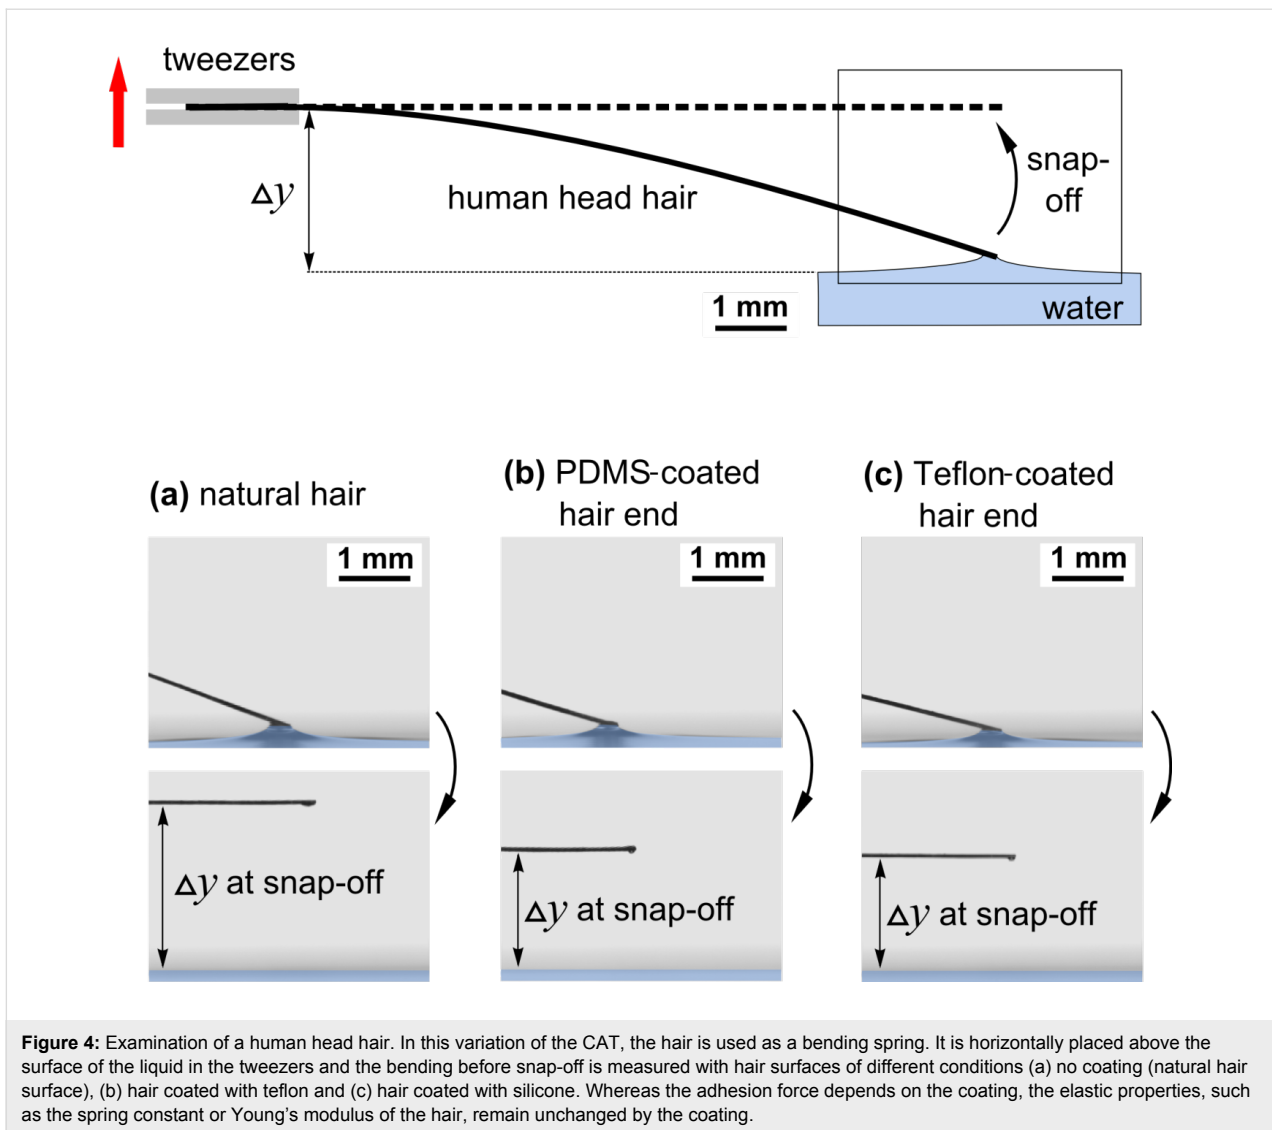 tweezers
Δy
human head hair
snap-
off
1 mm
water
(a) natural hair
(b) PDMS-coated
hair end
(c) Teflon-coated
hair end
1 mm
1 mm
1 mm
Δy at snap-off
Δy at snap-off
Δy at snap-off
Figure 4: Examination of a human head hair. In this variation of the CAT, the hair is used as a bending spring. It is horizontally placed above the
surface of the liquid in the tweezers and the bending before snap-off is measured with hair surfaces of different conditions (a) no coating (natural hair
surface), (b) hair coated with teflon and (c) hair coated with silicone. Whereas the adhesion force depends on the coating, the elastic properties, such
as the spring constant or Young’s modulus of the hair, remain unchanged by the coating.